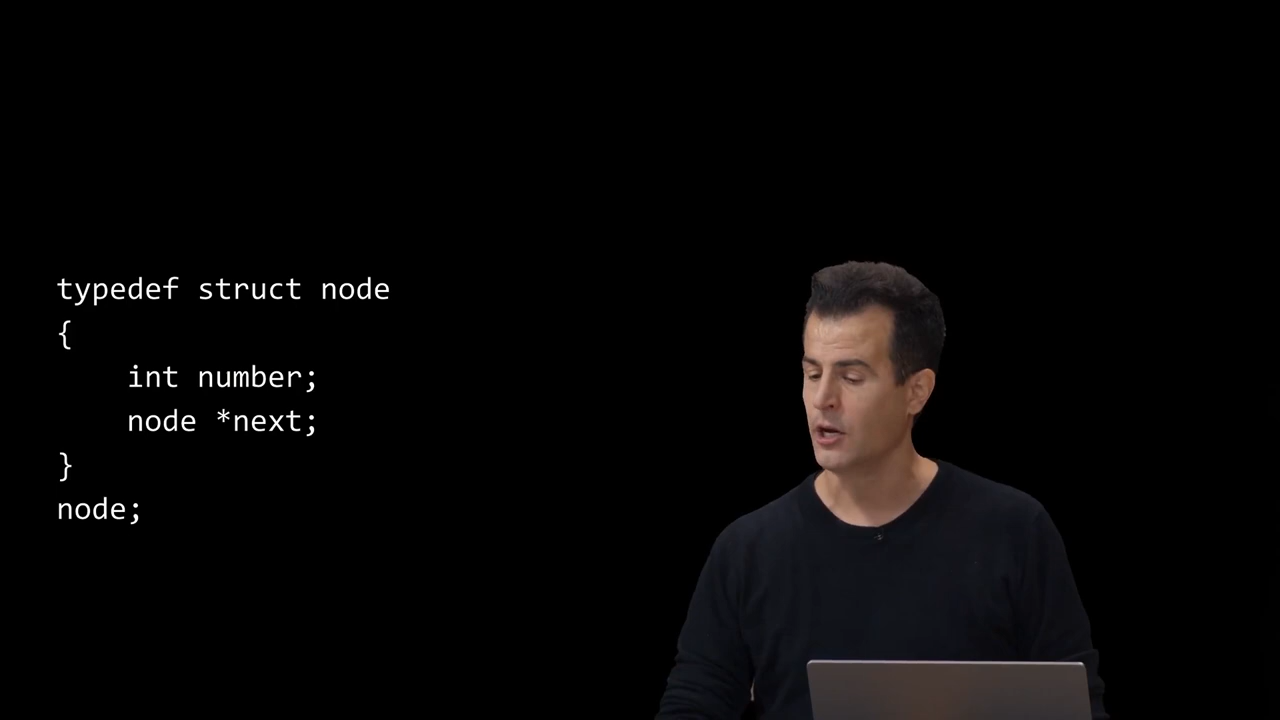 typedef struct node
{
    int number;
    node *next;
}
node;